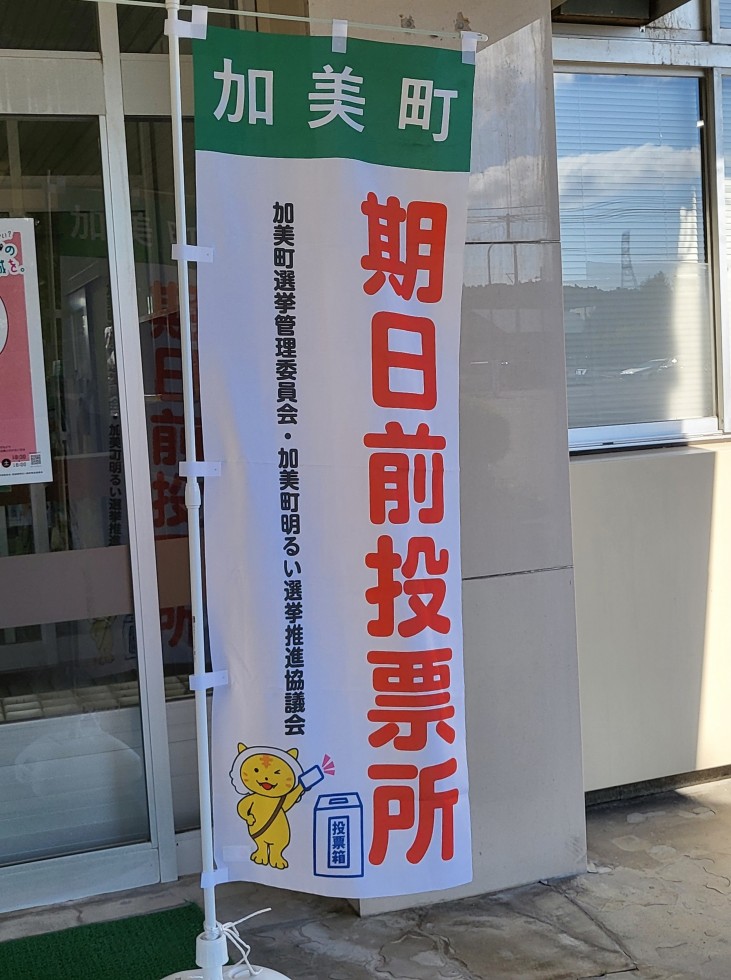 加美町
期日前投票所
加美町選挙管理委員会・加美町明るい選挙推進協議会
投票箱